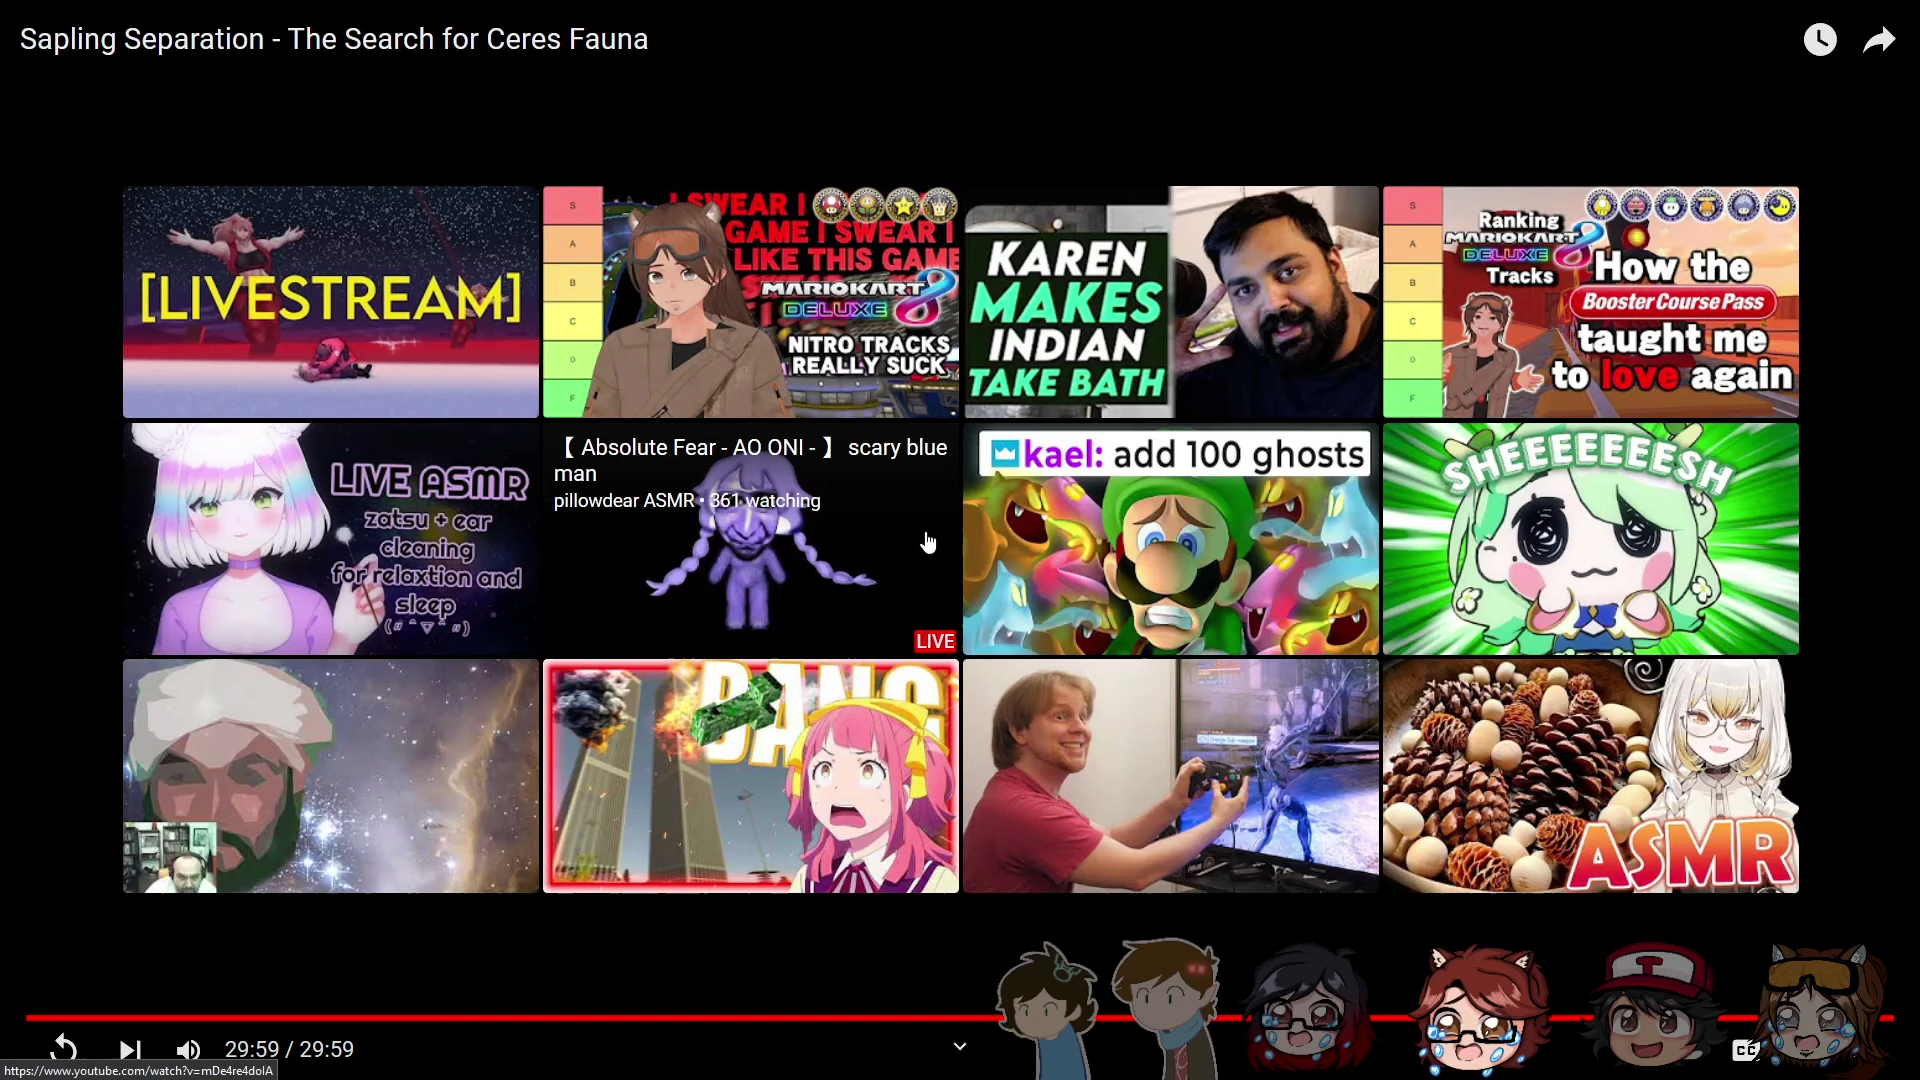 Sapling Separation - The Search for Ceres Fauna
[LIVESTREAM]
S
A
B
C
D
F
I SWEAR I
GAME I SWEAR I
LIKE THIS GAME
MARIOKART 8
DELUXE
NITRO TRACKS
REALLY SUCK
KAREN
MAKES
INDIAN
TAKE BATH
S
A
B
C
D
F
Ranking
MARIOKART 8
DELUXE
Tracks
How the
Booster Course Pass
taught me
to love again
LIVE ASMR
zatsu + ear
cleaning
for relaxtion and
sleep
【 Absolute Fear - AO ONI - 】 scary blue
man
pillowdear ASMR • 361 watching
LIVE
kael: add 100 ghosts
SHEEEEEEESH
BANG
ASMR
T
29:59 / 29:59
CC
https://www.youtube.com/watch?v=mDe4re4dolA